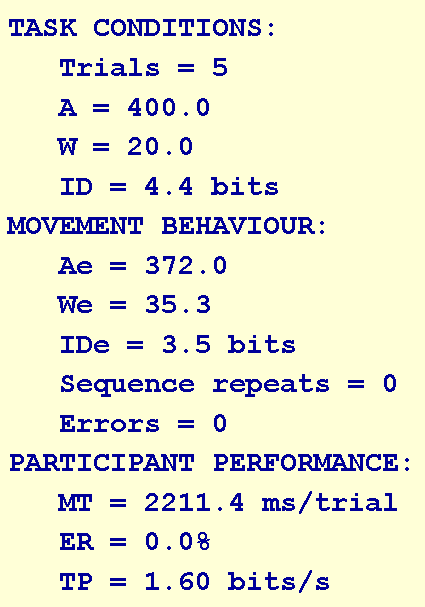 TASK CONDITIONS:
Trials = 5
A = 400.0
W = 20.0
ID = 4.4 bits
MOVEMENT BEHAVIOUR:
Ae = 372.0
We = 35.3
IDe = 3.5 bits
Sequence repeats = 0
Errors = 0
PARTICIPANT PERFORMANCE:
MT = 2211.4 ms/trial
ER = 0.0%
TP = 1.60 bits/s